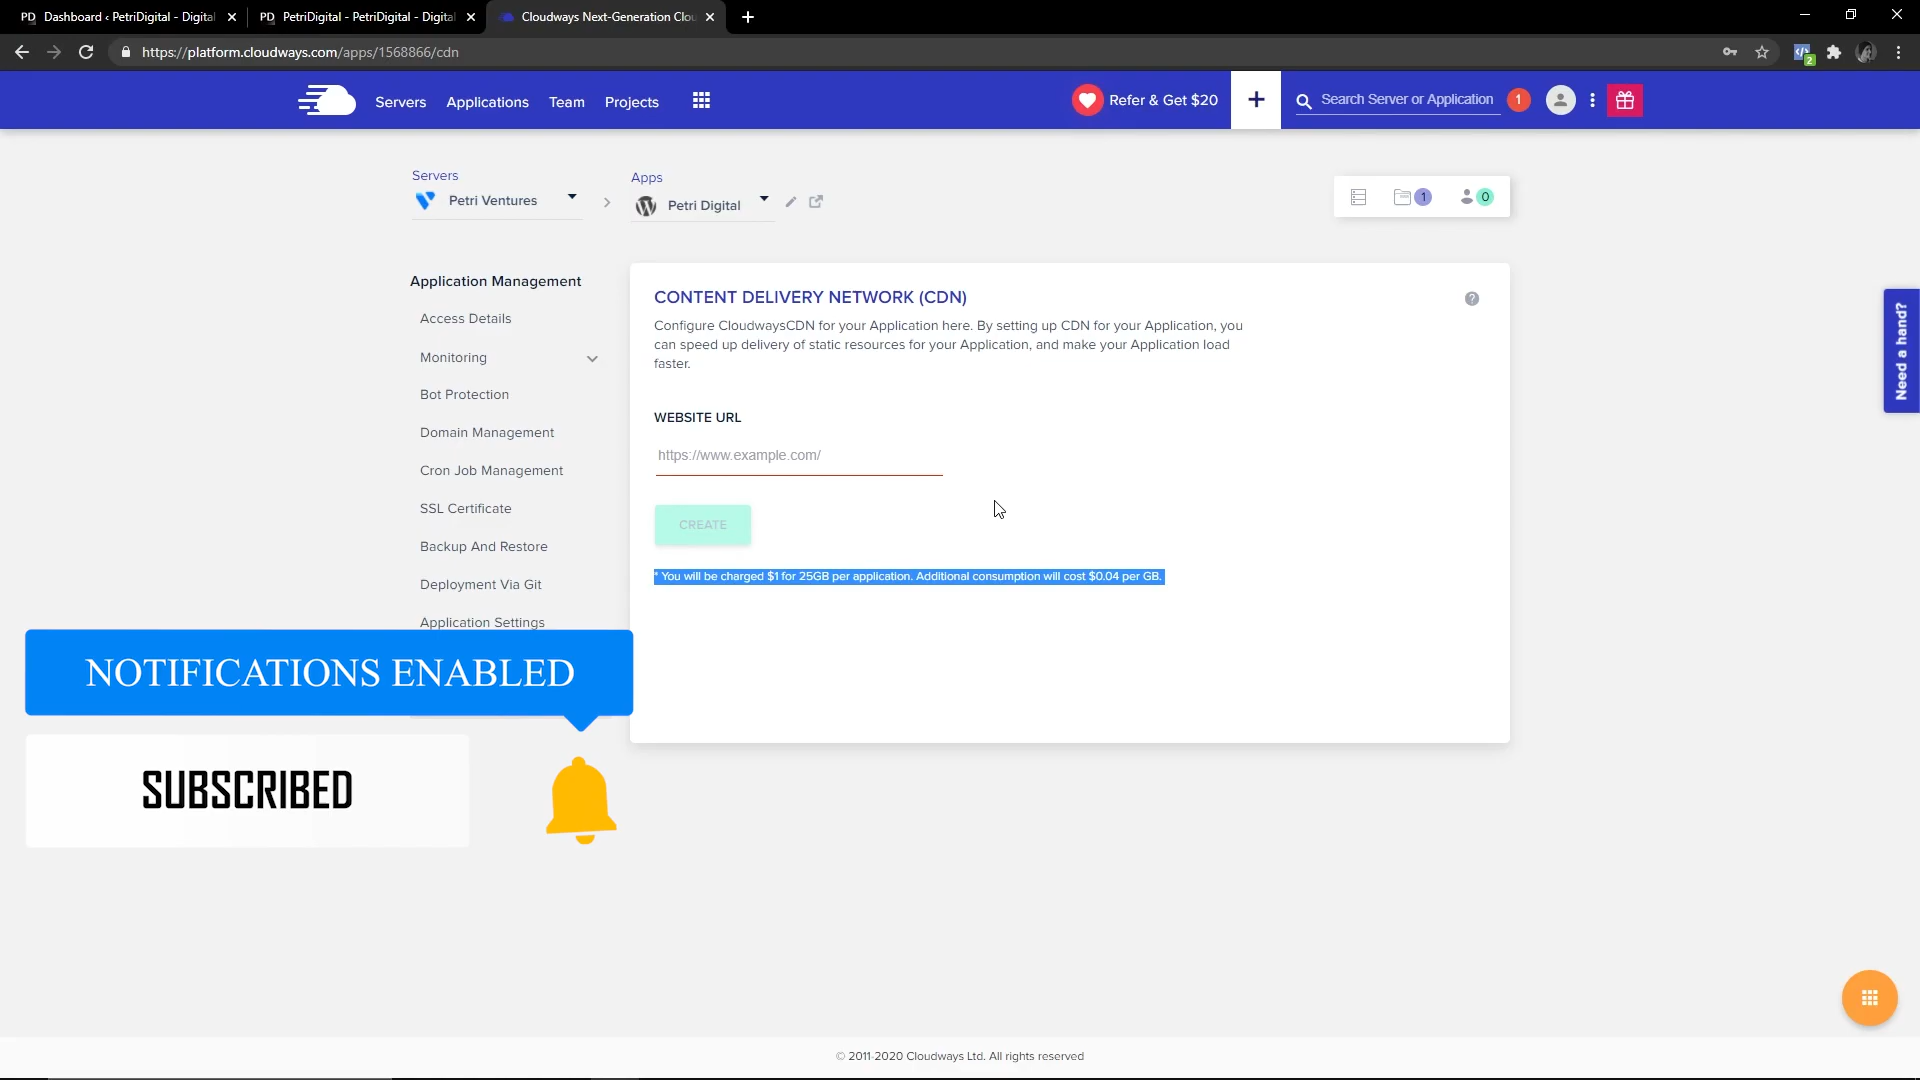 PD Dashboard ‹ PetriDigital - Digital
PD PetriDigital - PetriDigital - Digital
Cloudways Next-Generation Clou
https://platform.cloudways.com/apps/1568866/cdn
2
Servers
Applications
Team
Projects
Refer & Get $20
Search Server or Application
1
Servers
Petri Ventures
Apps
Petri Digital
1
0
Application Management
Access Details
Monitoring
Bot Protection
Domain Management
Cron Job Management
SSL Certificate
Backup And Restore
Deployment Via Git
Application Settings
CONTENT DELIVERY NETWORK (CDN)
Configure CloudwaysCDN for your Application here. By setting up CDN for your Application, you
can speed up delivery of static resources for your Application, and make your Application load
faster.
WEBSITE URL
https://www.example.com/
CREATE
* You will be charged $1 for 25GB per application. Additional consumption will cost $0.04 per GB.
Need a hand?
NOTIFICATIONS ENABLED
SUBSCRIBED
© 2011-2020 Cloudways Ltd. All rights reserved